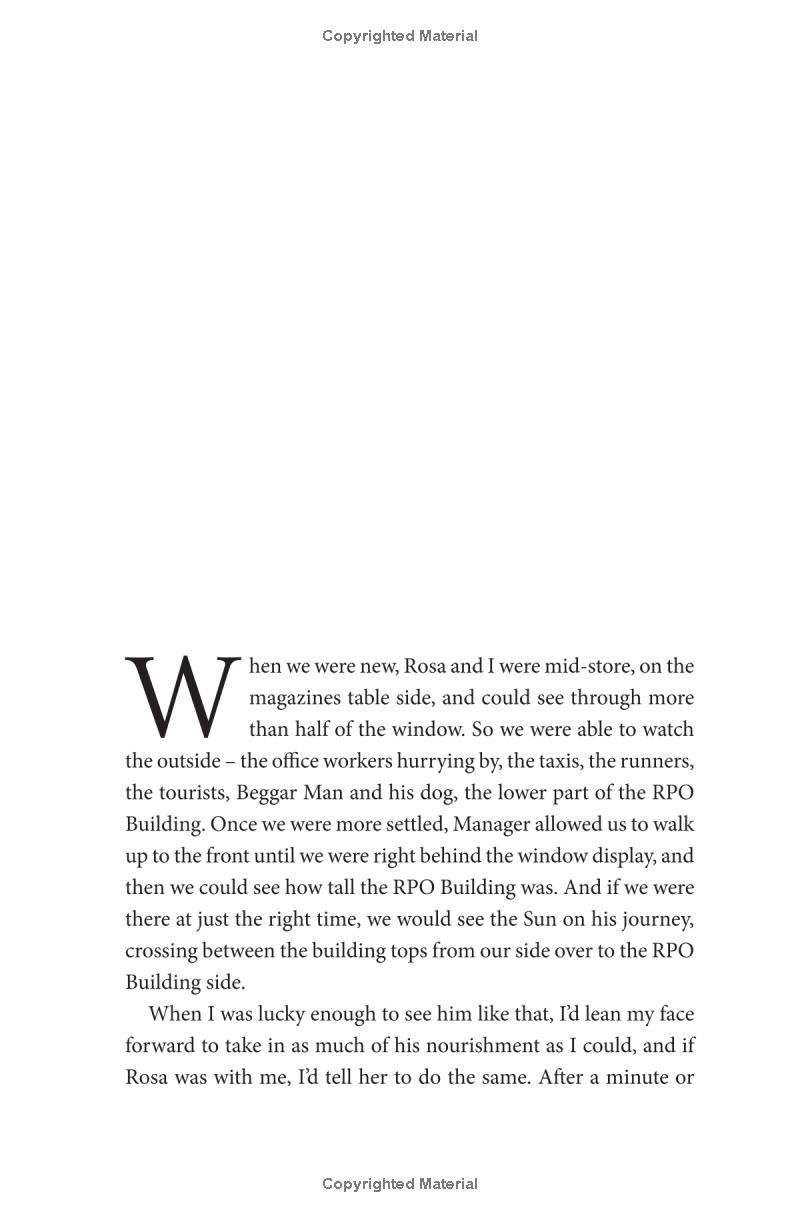 Copyrighted Material
When we were new, Rosa and I were mid-store, on the
magazines table side, and could see through more
than half of the window. So we were able to watch
the outside – the office workers hurrying by, the taxis, the runners,
the tourists, Beggar Man and his dog, the lower part of the RPO
Building. Once we were more settled, Manager allowed us to walk
up to the front until we were right behind the window display, and
then we could see how tall the RPO Building was. And if we were
there at just the right time, we would see the Sun on his journey,
crossing between the building tops from our side over to the RPO
Building side.
When I was lucky enough to see him like that, I’d lean my face
forward to take in as much of his nourishment as I could, and if
Rosa was with me, I’d tell her to do the same. After a minute or
Copyrighted Material